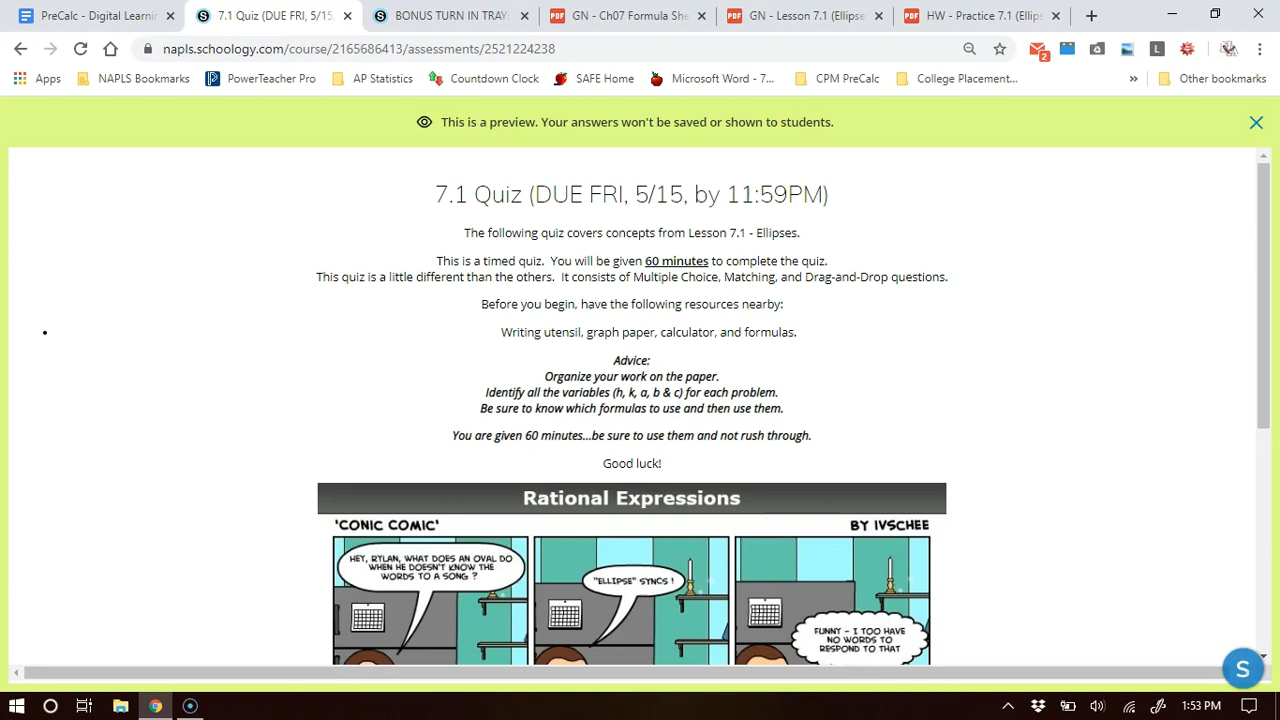 PreCalc - Digital Learnin
7.1 Quiz (DUE FRI, 5/15,
BONUS TURN IN TRAY
GN - Ch07 Formula She
GN - Lesson 7.1 (Ellipse
HW - Practice 7.1 (Ellips
napls.schoology.com/course/2165686413/assessments/2521224238
2
L
Apps
NAPLS Bookmarks
PowerTeacher Pro
AP Statistics
Countdown Clock
SAFE Home
Microsoft Word - 7...
CPM PreCalc
College Placement...
»
Other bookmarks
This is a preview. Your answers won't be saved or shown to students.
7.1 Quiz (DUE FRI, 5/15, by 11:59PM)
The following quiz covers concepts from Lesson 7.1 - Ellipses.
This is a timed quiz. You will be given 60 minutes to complete the quiz.
This quiz is a little different than the others. It consists of Multiple Choice, Matching, and Drag-and-Drop questions.
Before you begin, have the following resources nearby:
• Writing utensil, graph paper, calculator, and formulas.
Advice:
Organize your work on the paper.
Identify all the variables (h, k, a, b & c) for each problem.
Be sure to know which formulas to use and then use them.
You are given 60 minutes...be sure to use them and not rush through.
Good luck!
Rational Expressions
'CONIC COMIC'
BY IVSCHEE
HEY, RYLAN, WHAT DOES AN OVAL DO
WHEN HE DOESN'T KNOW THE
WORDS TO A SONG ?
"ELLIPSE" SYNCS !
FUNNY - I TOO HAVE
NO WORDS TO
RESPOND TO THAT
S
1:53 PM